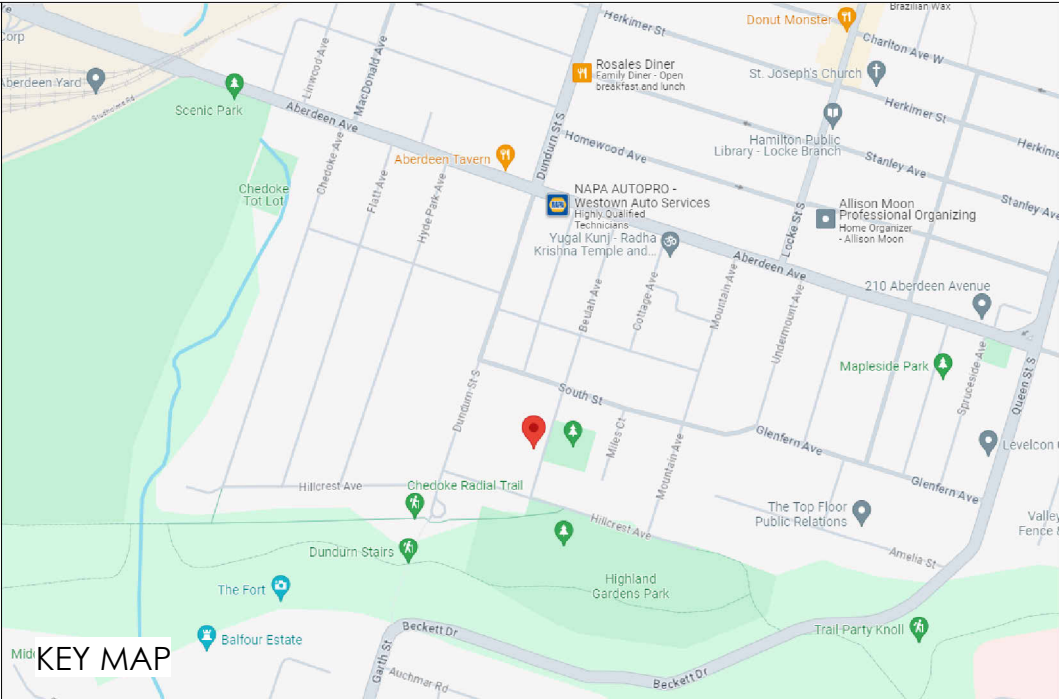 Brazilian Wax
Donut Monster
Herkimer St
Charlton Ave W
Corp
Aberdeen Yard
Scenic Park
Linwood Ave
MacDonald Ave
Aberdeen Ave
Rosales Diner
Family Diner - Open
breakfast and lunch
St. Joseph's Church
Herkimer St
Herkime
Dundurn St S
Homewood Ave
Hamilton Public
Library - Locke Branch
Stanley Ave
Stanley Ave
Aberdeen Tavern
Chedoke Ave
Flatt Ave
Hyde Park Ave
Chedoke
Tot Lot
NAPA
NAPA AUTOPRO -
Westown Auto Services
Highly Qualified
Technicians
Yugal Kunj - Radha
Krishna Temple and...
Locke St S
Allison Moon
Professional Organizing
Home Organizer
- Allison Moon
Aberdeen Ave
210 Aberdeen Avenue
Beulah Ave
Cottage Ave
Mountain Ave
Undermount Ave
Mapleside Park
Spruceside Ave
Queen St S
Dundurn St S
South St
Miles Ct
Mountain Ave
Glenfern Ave
Levelcon
Glenfern Ave
Hillcrest Ave
Chedoke Radial Trail
Hillcrest Ave
The Top Floor
Public Relations
Valley
Fence &
Amelia St
Dundurn Stairs
Highland
Gardens Park
The Fort
Balfour Estate
Beckett Dr
Trail Party Knoll
Garth St
Auchmar Rd
Beckett Dr
KEY MAP